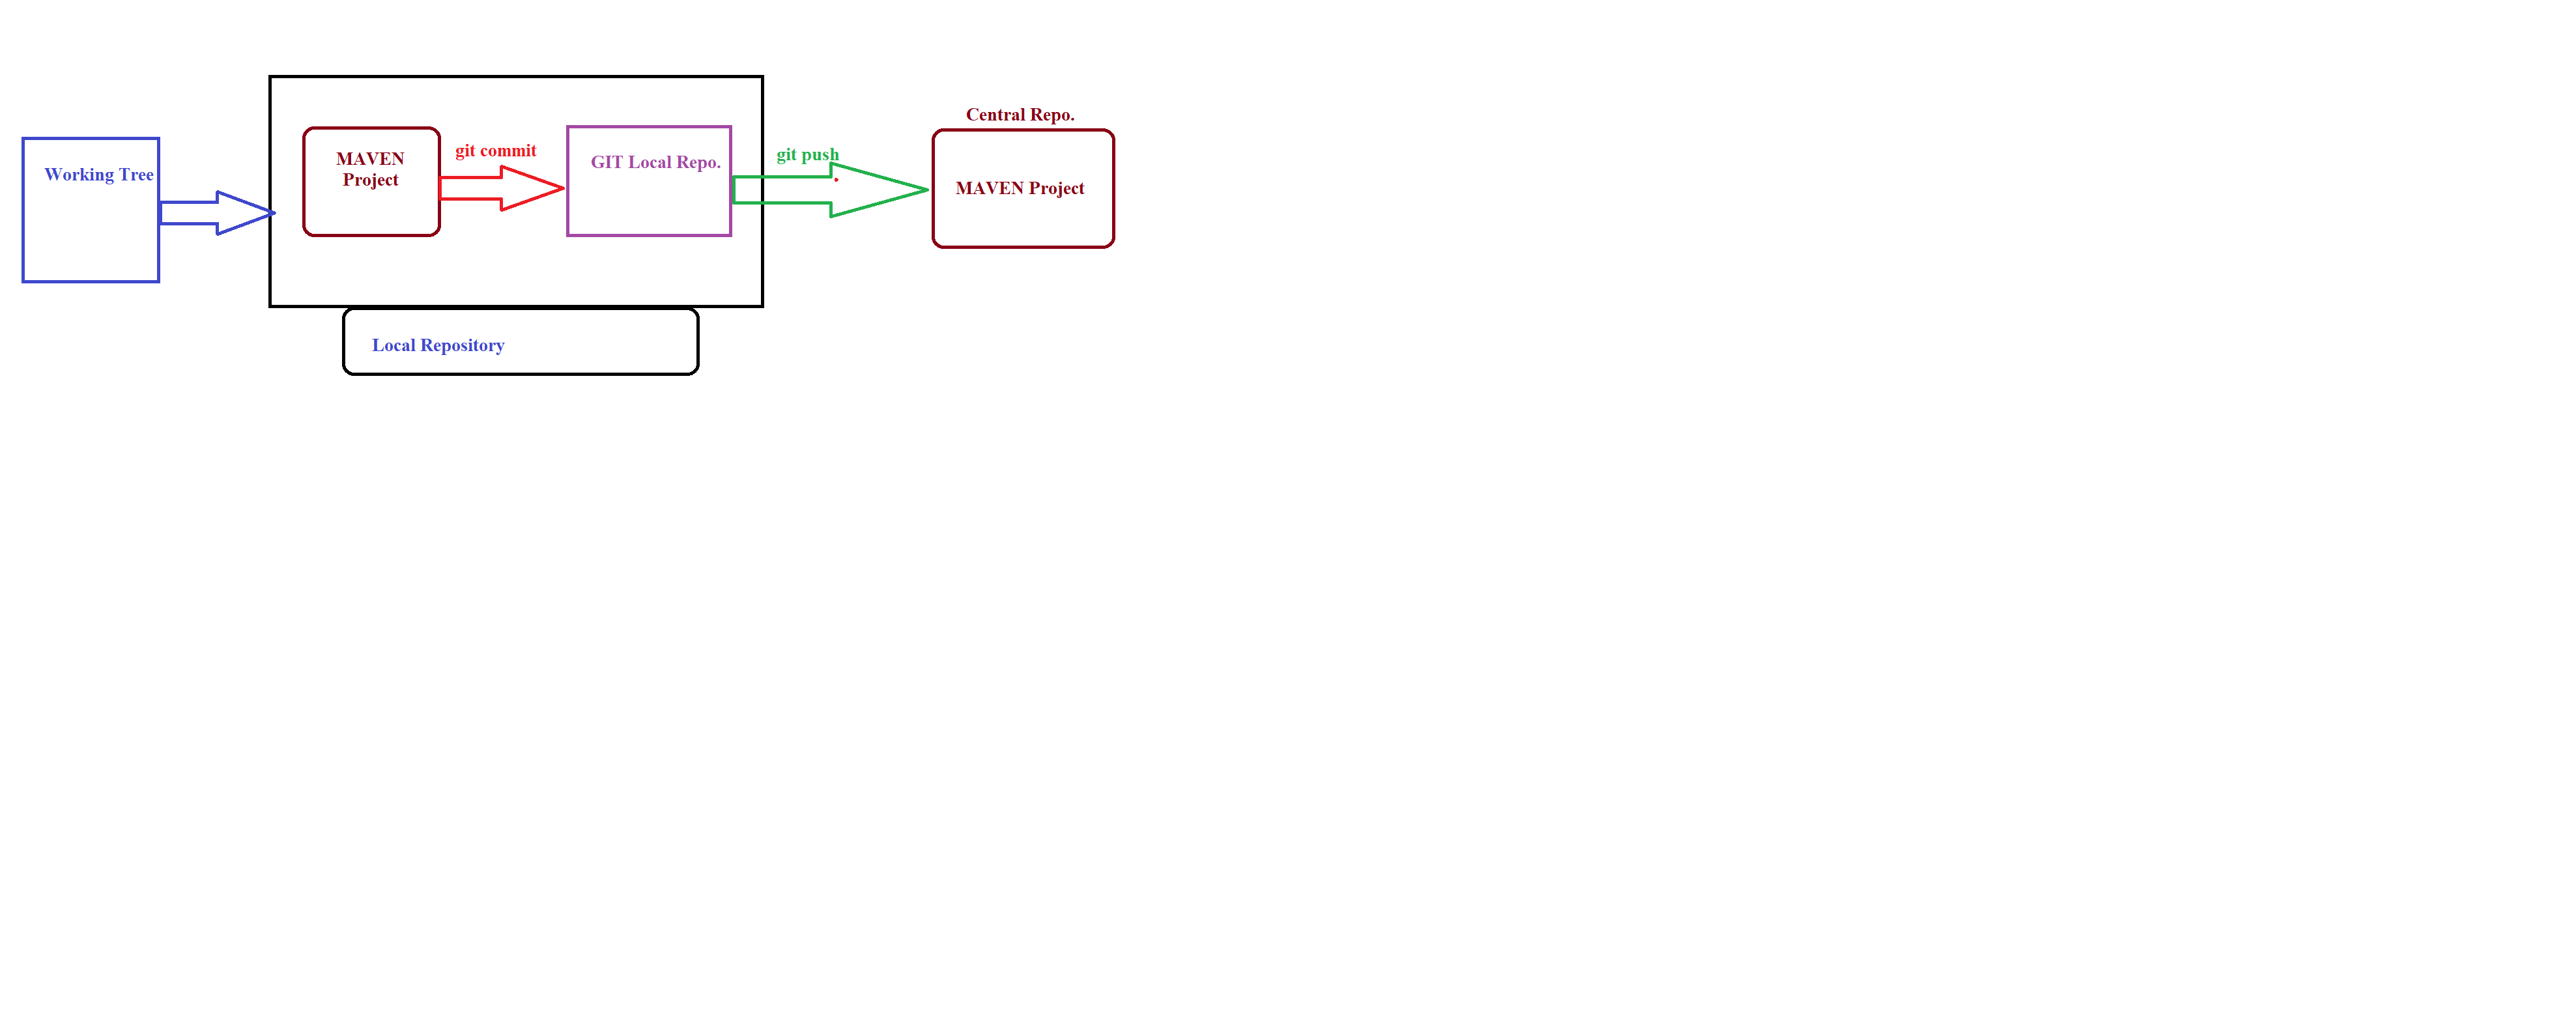 Working Tree
MAVEN
Project
git commit
GIT Local Repo.
git push
Central Repo.
MAVEN Project
Local Repository